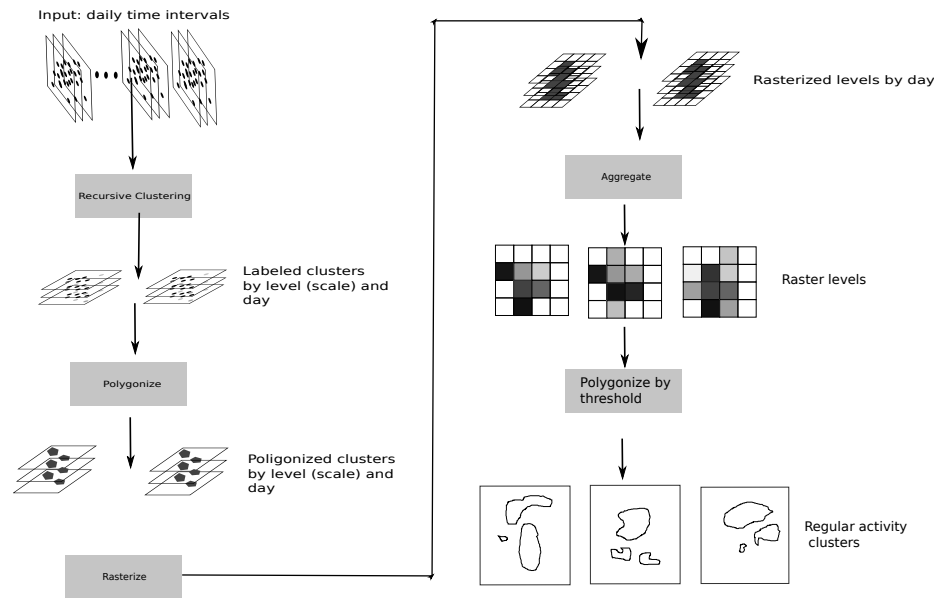 Input: daily time intervals
Recursive Clustering
Labeled clusters
by level (scale) and
day
Polygonize
Poligonized clusters
by level (scale) and
day
Rasterize
Rasterized levels by day
Aggregate
Raster levels
Polygonize by
threshold
Regular activity
clusters